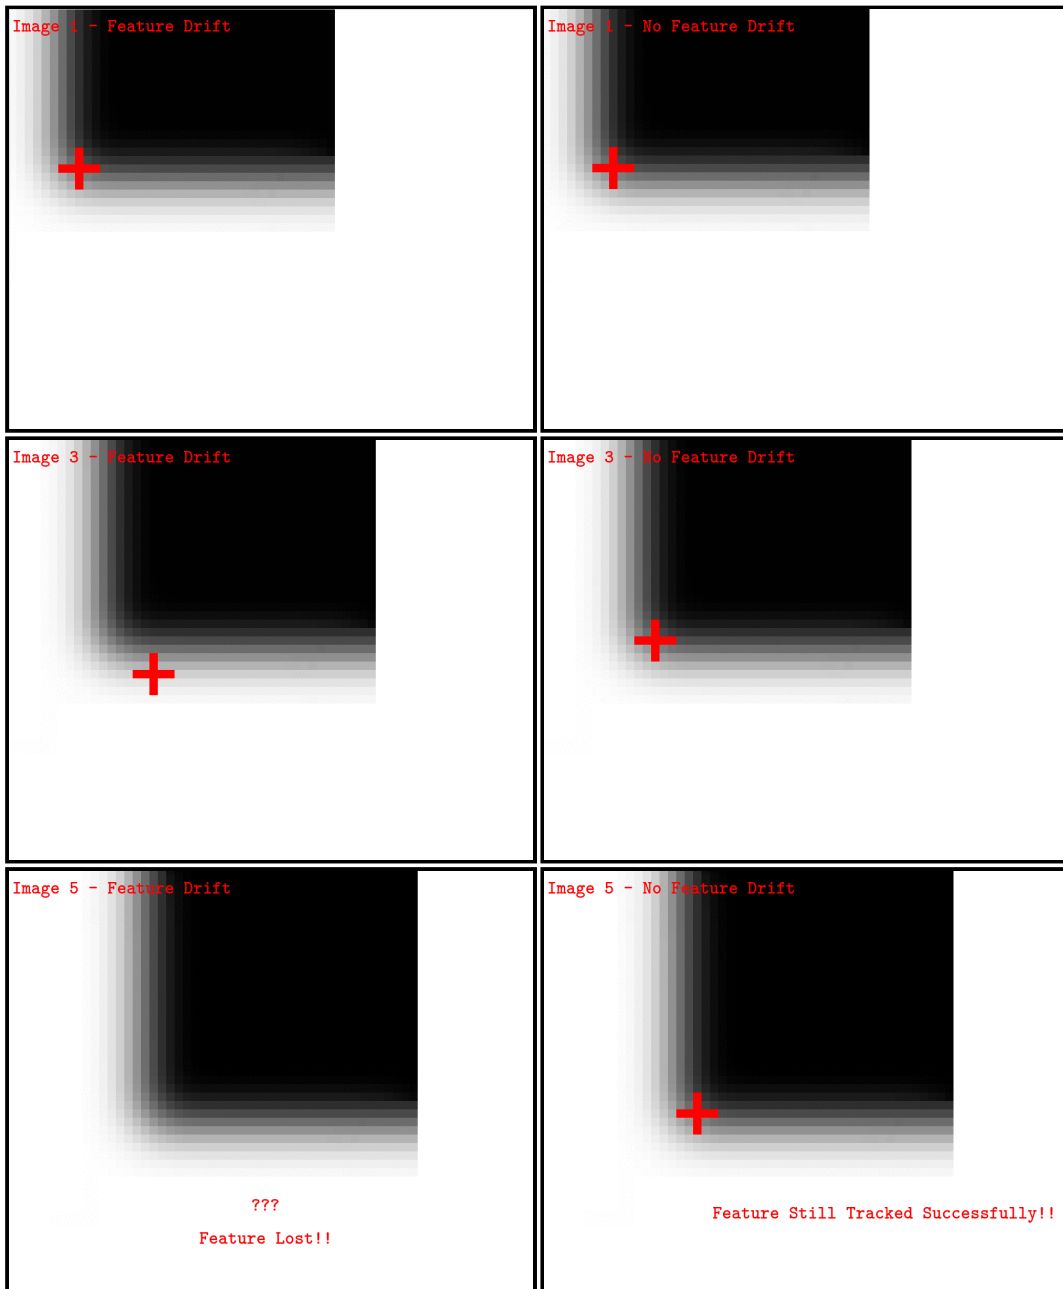 Image 1 - Feature Drift
Image 1 - No Feature Drift
Image 3 - Feature Drift
Image 3 - No Feature Drift
Image 5 - Feature Drift
Image 5 - No Feature Drift
???
Feature Lost!!
Feature Still Tracked Successfully!!